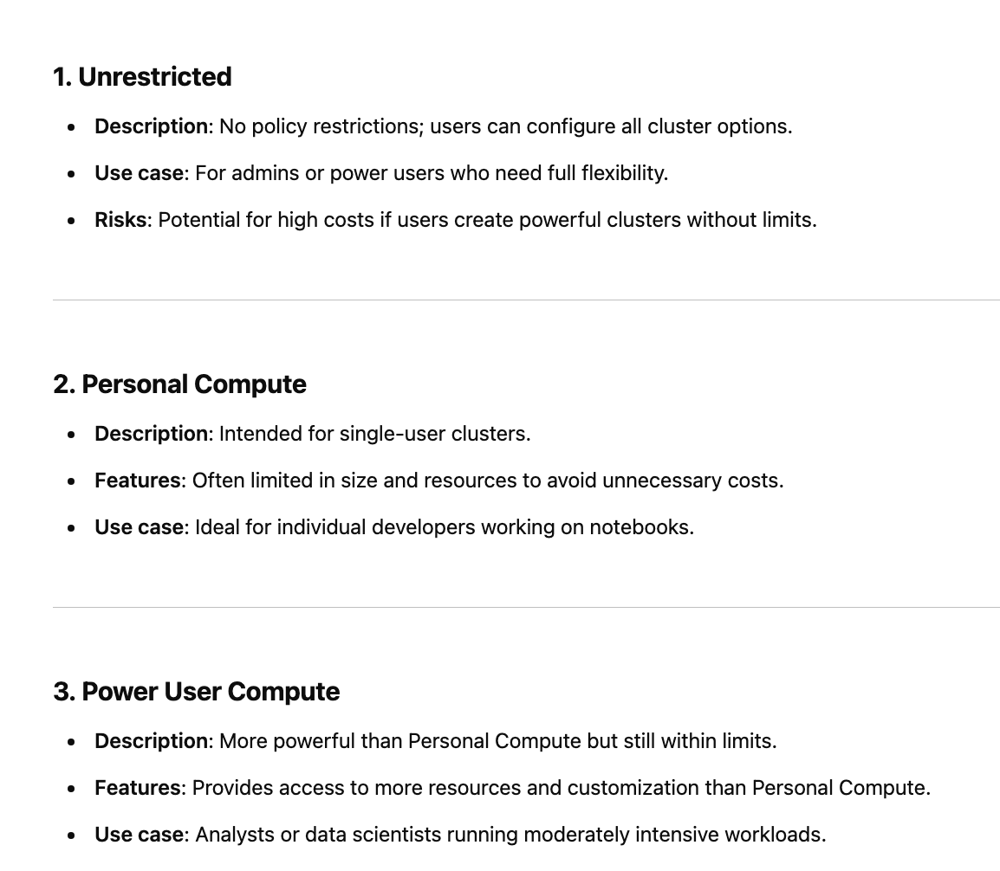 1. Unrestricted
• Description: No policy restrictions; users can configure all cluster options.
• Use case: For admins or power users who need full flexibility.
• Risks: Potential for high costs if users create powerful clusters without limits.
2. Personal Compute
• Description: Intended for single-user clusters.
• Features: Often limited in size and resources to avoid unnecessary costs.
• Use case: Ideal for individual developers working on notebooks.
3. Power User Compute
• Description: More powerful than Personal Compute but still within limits.
• Features: Provides access to more resources and customization than Personal Compute.
• Use case: Analysts or data scientists running moderately intensive workloads.